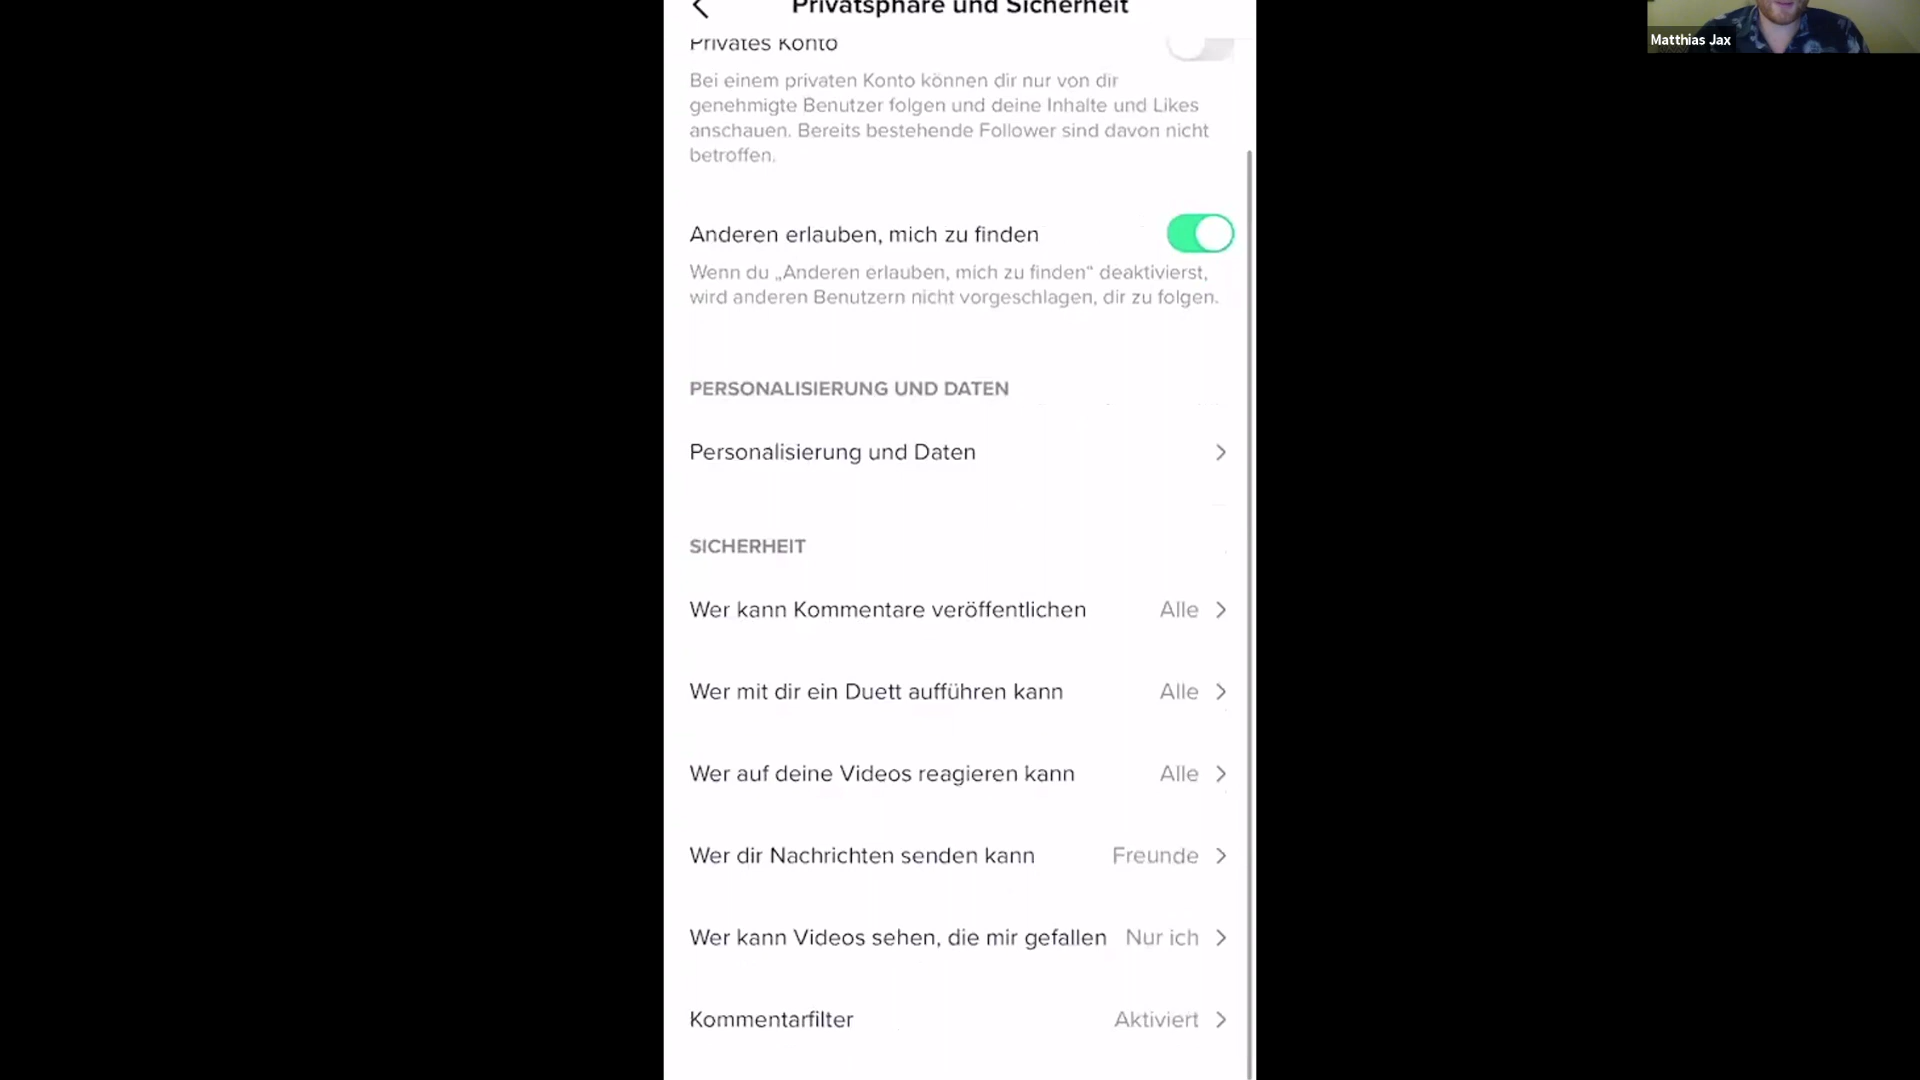 Privatsphäre und Sicherheit
Matthias Jax
Privates Konto
Bei einem privaten Konto können dir nur von dir
genehmigte Benutzer folgen und deine Inhalte und Likes
anschauen. Bereits bestehende Follower sind davon nicht
betroffen.
Anderen erlauben, mich zu finden
Wenn du „Anderen erlauben, mich zu finden“ deaktivierst,
wird anderen Benutzern nicht vorgeschlagen, dir zu folgen.
PERSONALISIERUNG UND DATEN
Personalisierung und Daten
SICHERHEIT
Wer kann Kommentare veröffentlichen Alle
Wer mit dir ein Duett aufführen kann Alle
Wer auf deine Videos reagieren kann Alle
Wer dir Nachrichten senden kann Freunde
Wer kann Videos sehen, die mir gefallen Nur ich
Kommentarfilter Aktiviert